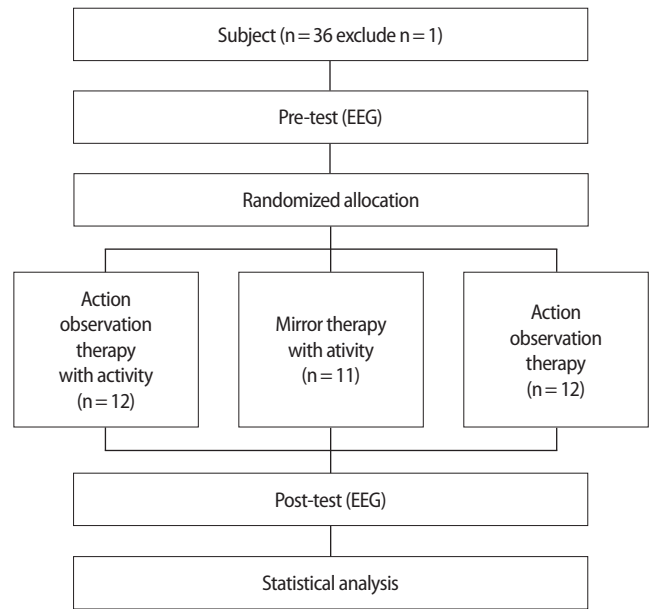 Subject (n = 36 exclude n = 1)
Pre-test (EEG)
Randomized allocation
Action
observation
therapy
with activity
(n = 12)
Mirror therapy
with ativity
(n = 11)
Action
observation
therapy
(n = 12)
Post-test (EEG)
Statistical analysis